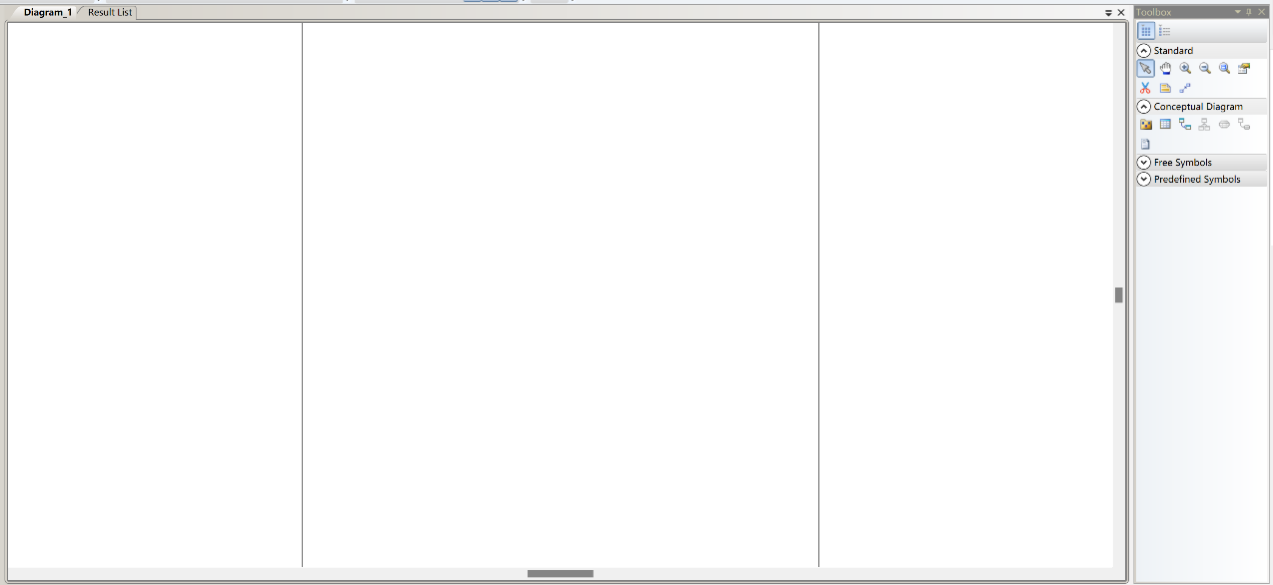 Diagram_1
Result List
Toolbox
Standard
Conceptual Diagram
Free Symbols
Predefined Symbols